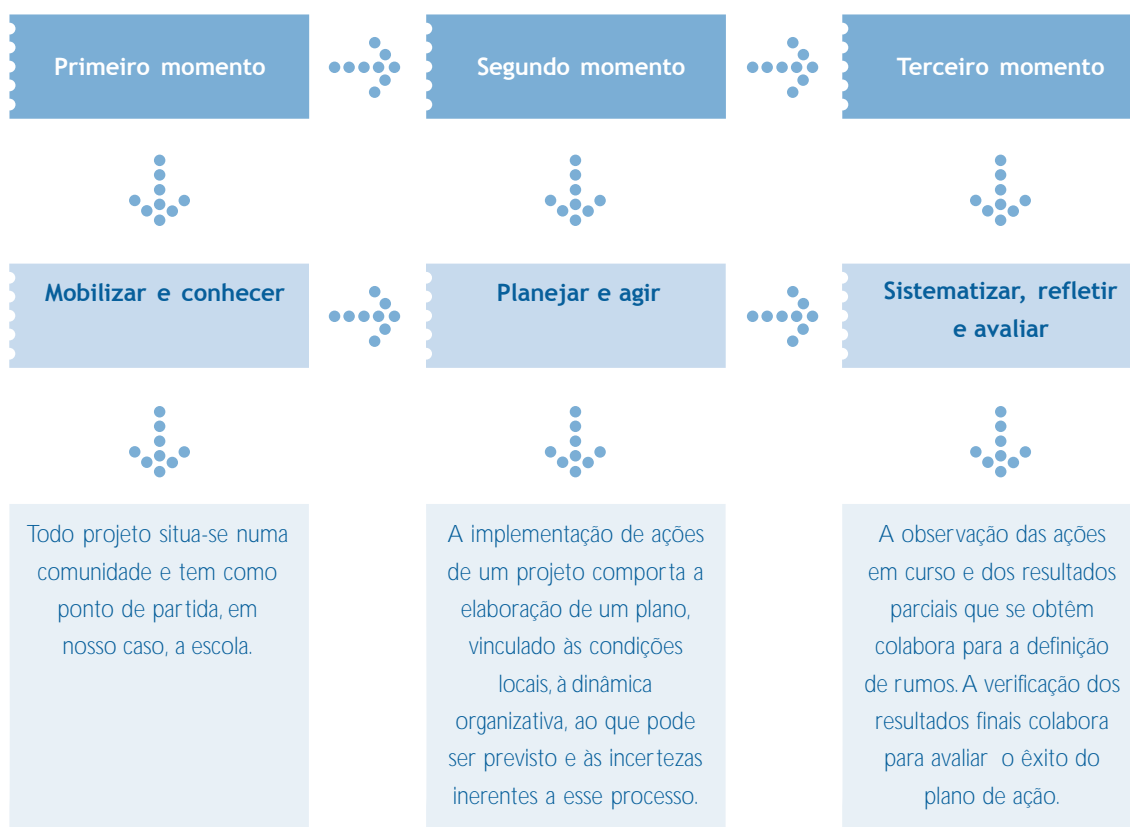 Primeiro momento
Segundo momento
Terceiro momento
Mobilizar e conhecer
Planejar e agir
Sistematizar, refletir
e avaliar
Todo projeto situa-se numa
comunidade e tem como
ponto de partida, em
nosso caso, a escola.
A implementação de ações
de um projeto comporta a
elaboração de um plano,
vinculado às condições
locais, à dinâmica
organizativa, ao que pode
ser previsto e às incertezas
inerentes a esse processo.
A observação das ações
em curso e dos resultados
parciais que se obtêm
colabora para a definição
de rumos. A verificação dos
resultados finais colabora
para avaliar o êxito do
plano de ação.